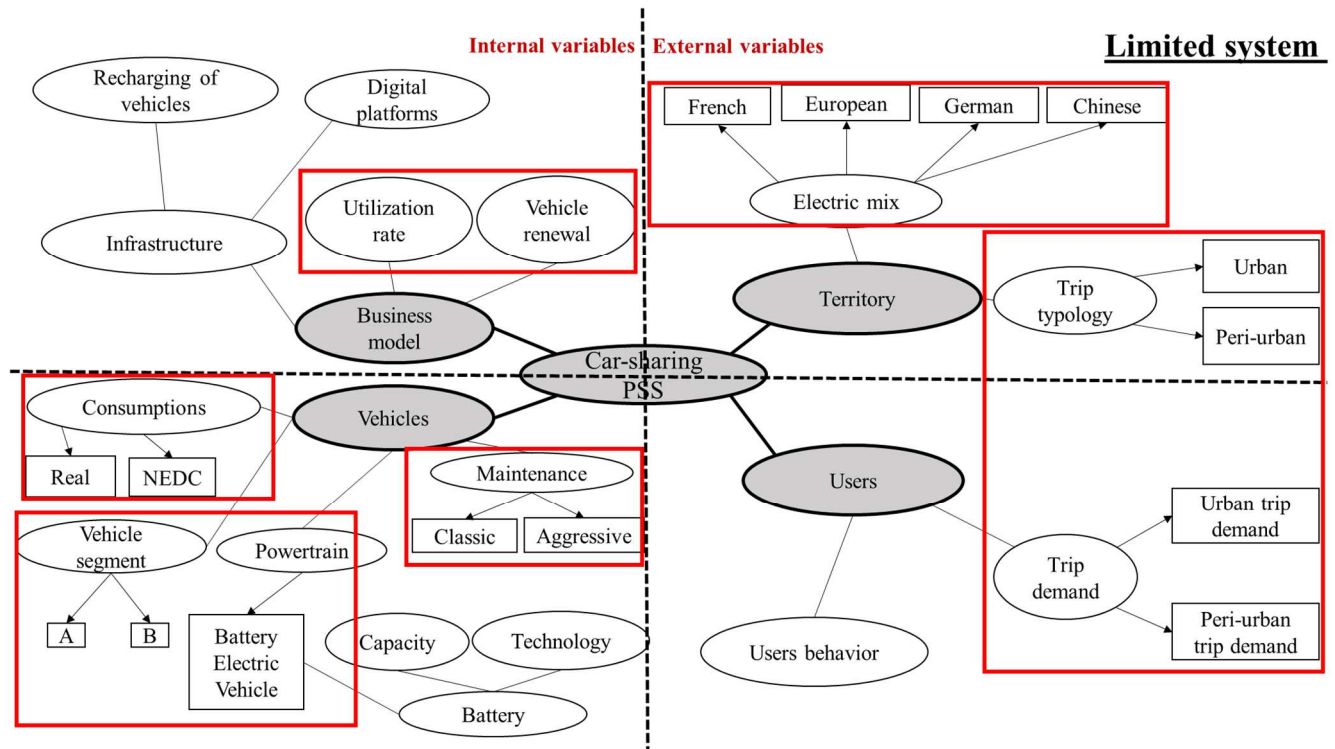 Internal variables
External variables
Limited system
Recharging of
vehicles
Digital
platforms
French
European
German
Chinese
Utilization
rate
Vehicle
renewal
Electric mix
Infrastructure
Business
model
Territory
Trip
typology
Urban
Peri-urban
Car-sharing
PSS
Consumptions
Real
NEDC
Vehicles
Maintenance
Classic
Aggressive
Users
Vehicle
segment
A
B
Powertrain
Battery
Electric
Vehicle
Capacity
Technology
Battery
Users behavior
Trip
demand
Urban trip
demand
Peri-urban
trip demand